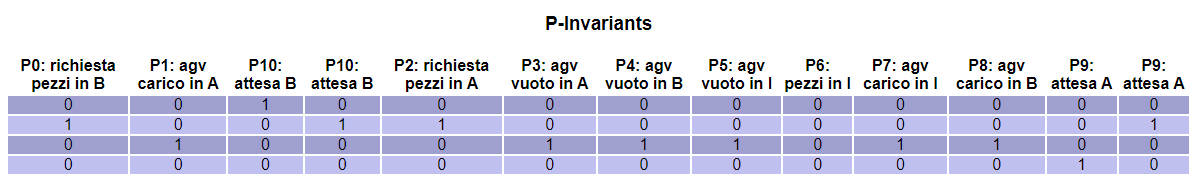 P-Invariants
P0: richiesta pezzi in B P1: agv carico in A P10: attesa B P10: attesa B P2: richiesta pezzi in A P3: agv vuoto in A P4: agv vuoto in B P5: agv vuoto in I P6: pezzi in I P7: agv carico in I P8: agv carico in B P9: attesa A P9: attesa A
0 0 1 0 0 0 0 0 0 0 0 0 0
1 0 0 1 1 0 0 0 0 0 0 0 1
0 1 0 0 0 1 1 1 0 1 1 0 0
0 0 0 0 0 0 0 0 0 0 0 1 0